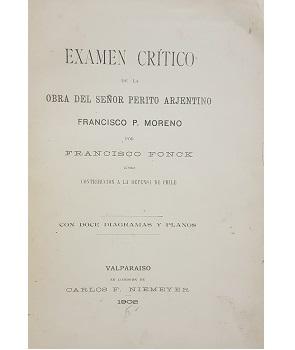 EXAMEN CRÍTICO
DE LA
OBRA DEL SEÑOR PERITO ARJENTINO
FRANCISCO P. MORENO
POR
FRANCISCO FONCK
COMO
CONTRIBUCION A LA DEFENSA DE CHILE
CON DOCE DIAGRAMAS Y PLANOS
VALPARAISO
CARLOS F. NIEMEYER
1902